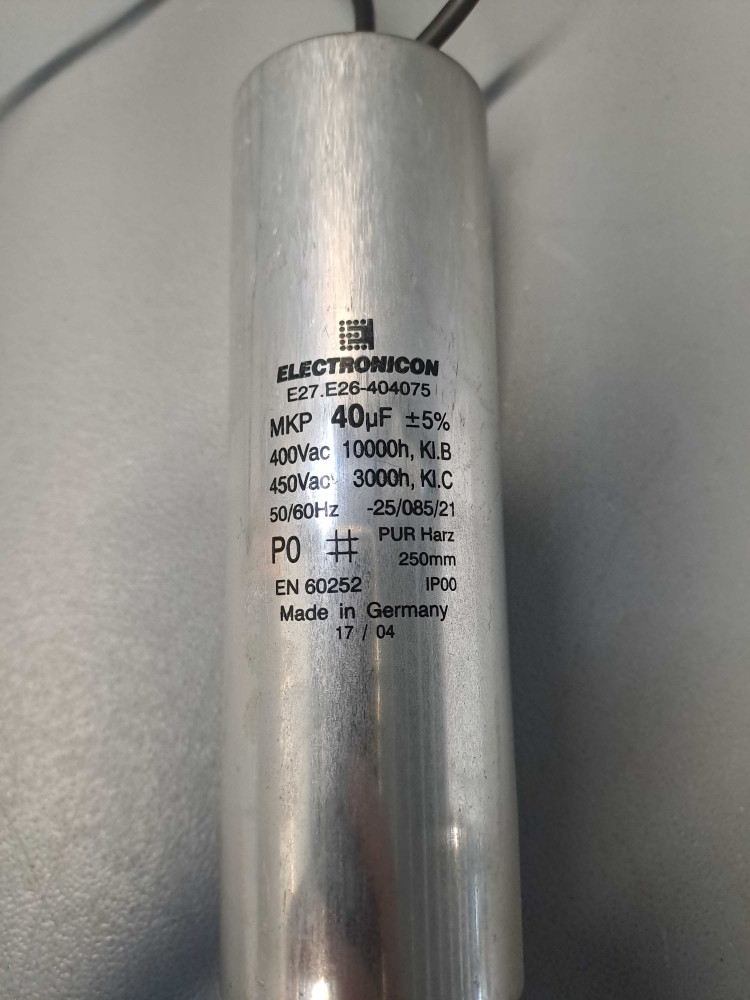 ELECTRONICON
E27.E26-404075
MKP 40µF ±5%
400Vac 10000h, Kl.B
450Vac 3000h, Kl.C
50/60Hz -25/085/21
P0 PUR Harz
250mm
EN 60252 IP00
Made in Germany
17 / 04